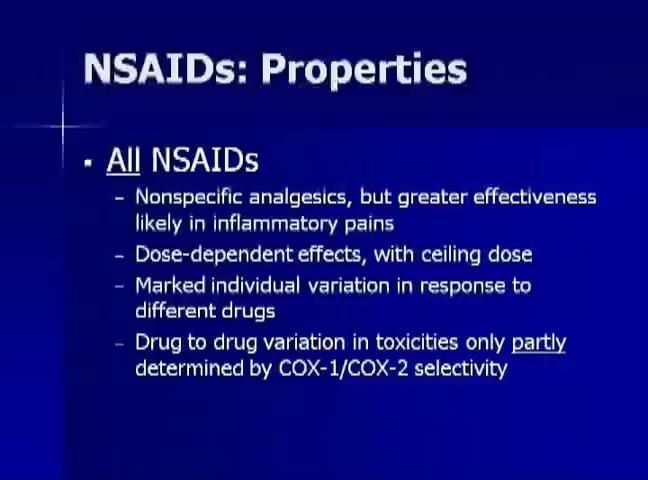 NSAIDs: Properties
▪ All NSAIDs
– Nonspecific analgesics, but greater effectiveness
likely in inflammatory pains
– Dose-dependent effects, with ceiling dose
– Marked individual variation in response to
different drugs
– Drug to drug variation in toxicities only partly
determined by COX-1/COX-2 selectivity